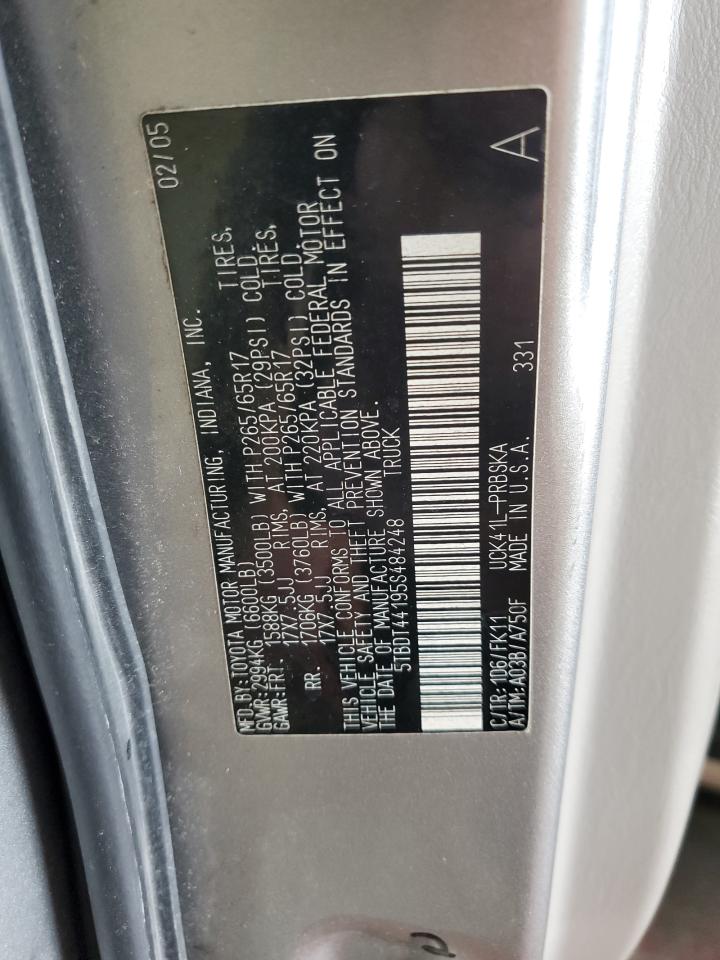 MFD.BY:TOYOTA MOTOR MANUFACTURING, INDIANA, INC. 02/05
GVWR:2994KG (6600LB)
GAWR:FRT. 1588KG (3500LB) WITH P265/65R17 TIRES,
17X7.5JJ RIMS, AT 200KPA (29PSI) COLD.
RR. 1706KG (3760LB) WITH P265/65R17 TIRES,
17X7.5JJ RIMS, AT 220KPA (32PSI) COLD.
THIS VEHICLE CONFORMS TO ALL APPLICABLE FEDERAL MOTOR
VEHICLE SAFETY AND THEFT PREVENTION STANDARDS IN EFFECT ON
THE DATE OF MANUFACTURE SHOWN ABOVE.
5TBDT44195S484248 TRUCK
C/TR:1D6/FK11 UCK41L-PRBSKA 331
A/TM:A03B/A750F MADE IN U.S.A. A